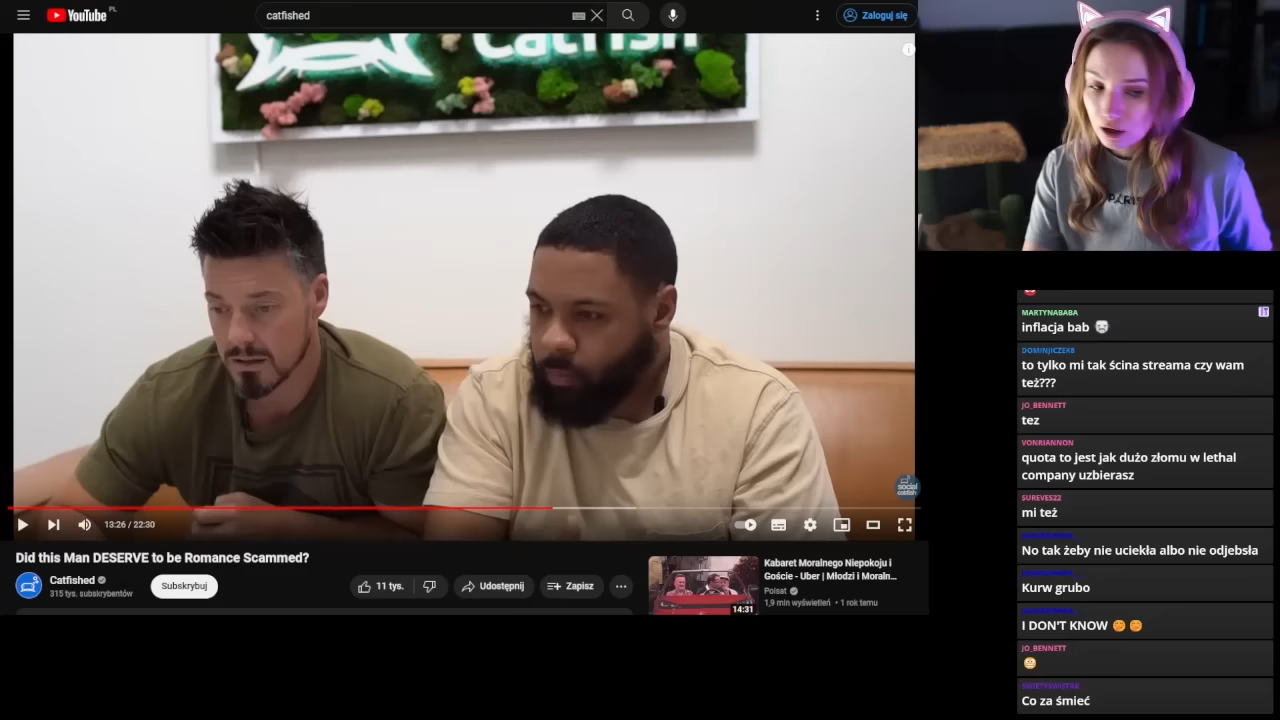 YouTube PL
catfished
Zaloguj się
Catfish
PARIS
social
catfish
13:26 / 22:30
Did this Man DESERVE to be Romance Scammed?
Catfished
315 tys. subskrybentów
Subskrybuj
11 tys.
Udostępnij
Zapisz
14:31
Kabaret Moralnego Niepokoju i
Goście - Uber | Młodzi i Moraln...
Polsat
1,9 mln wyświetleń • 1 rok temu
MARTYNABABA
inflacja bab
DOMINJICZEK8
to tylko mi tak ścina streama czy wam
też???
JO_BENNETT
tez
VONRIANNON
quota to jest jak dużo złomu w lethal
company uzbierasz
SUREVES22
mi też
No tak żeby nie uciekła albo nie odjebsła
Kurw grubo
I DON'T KNOW
JO_BENNETT
Co za śmieć